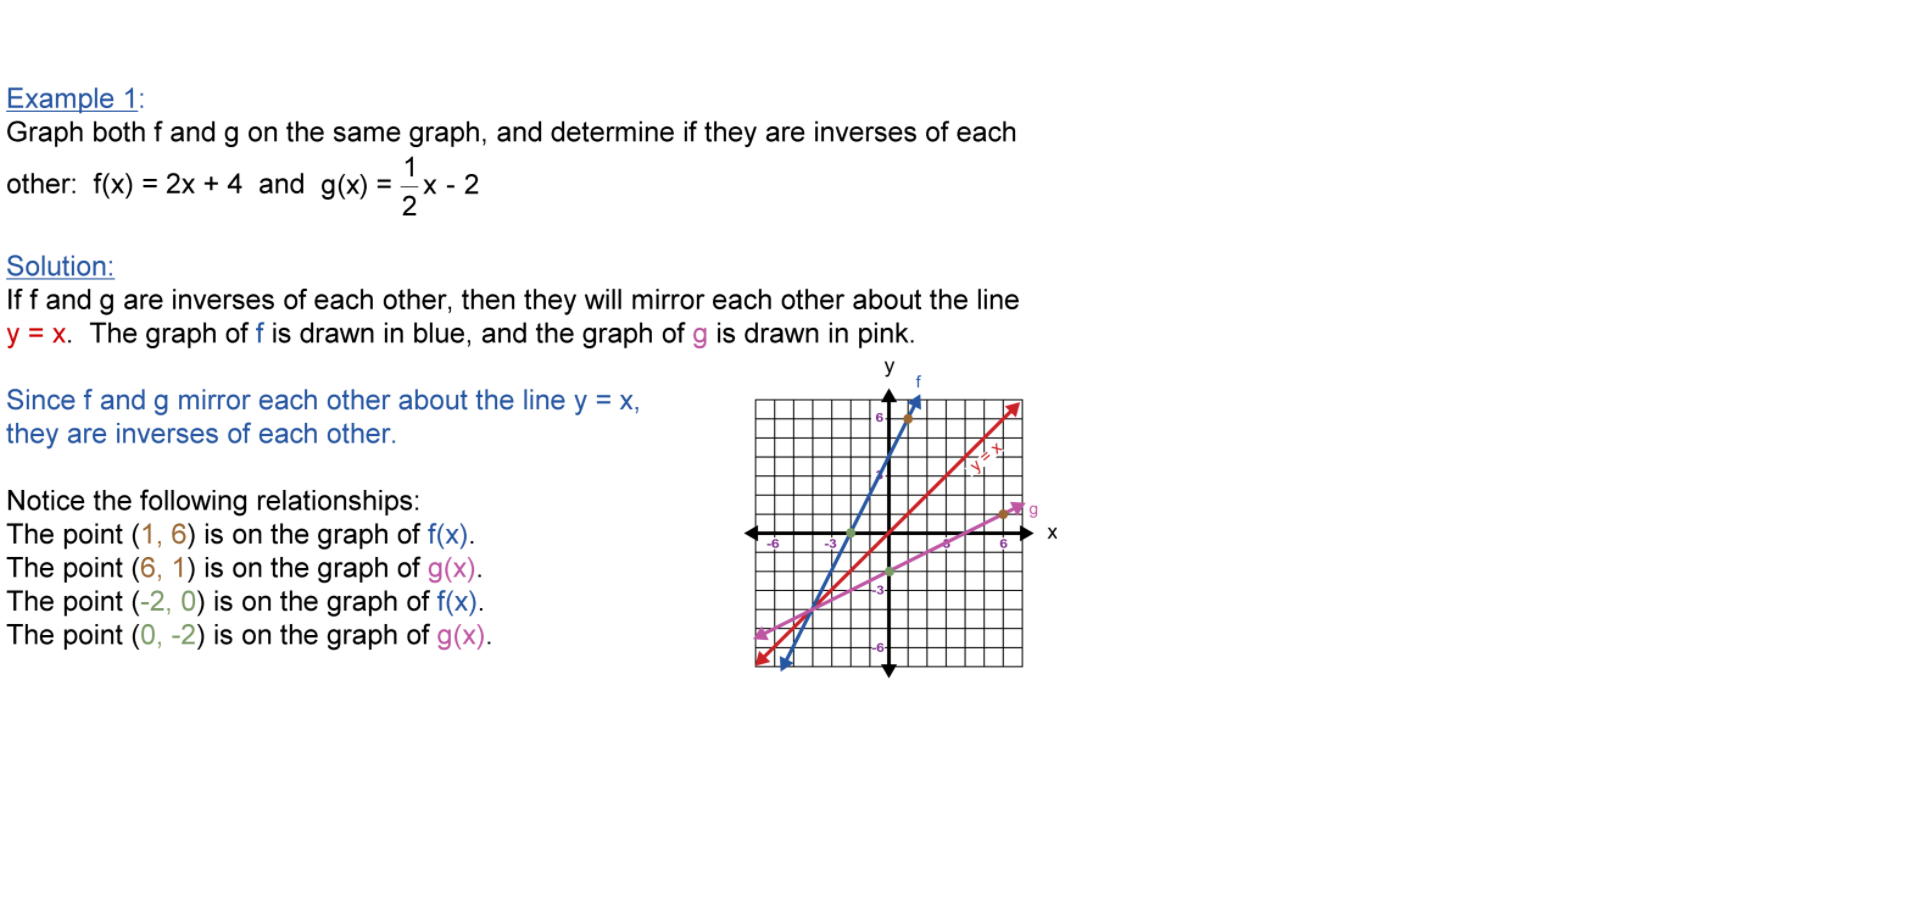 Example 1:
Graph both f and g on the same graph, and determine if they are inverses of each
other: f(x) = 2x + 4 and g(x) = 1/2 x - 2
Solution:
If f and g are inverses of each other, then they will mirror each other about the line
y = x. The graph of f is drawn in blue, and the graph of g is drawn in pink.
Since f and g mirror each other about the line y = x,
they are inverses of each other.
Notice the following relationships:
The point (1, 6) is on the graph of f(x).
The point (6, 1) is on the graph of g(x).
The point (-2, 0) is on the graph of f(x).
The point (0, -2) is on the graph of g(x).
y
f
6
y = x
g
x
-6 -3 3 6
-3
-6